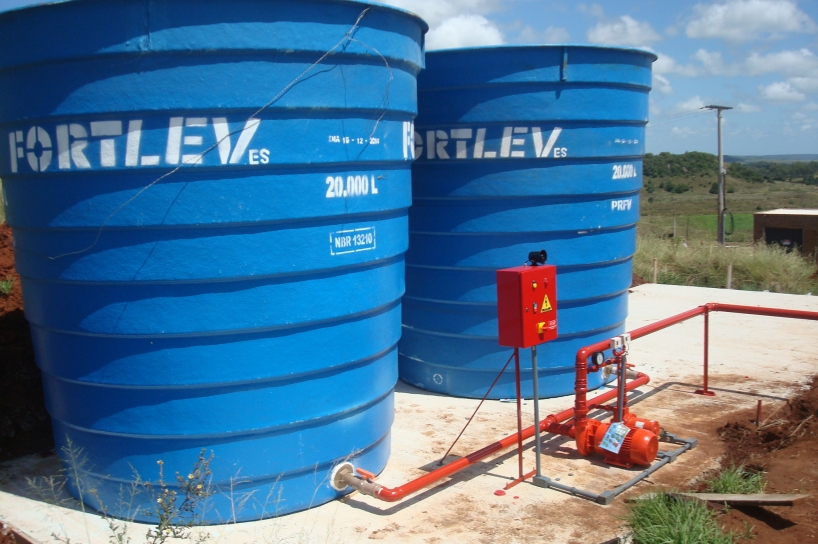 FORTLEV ES
20.000 L
NBR 13210
FORTLEV ES
20.000 L
PRFV